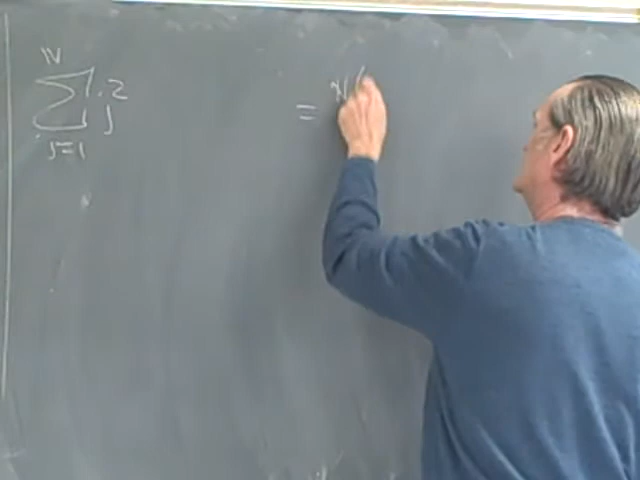 N
∑ j²   = N(
j=1